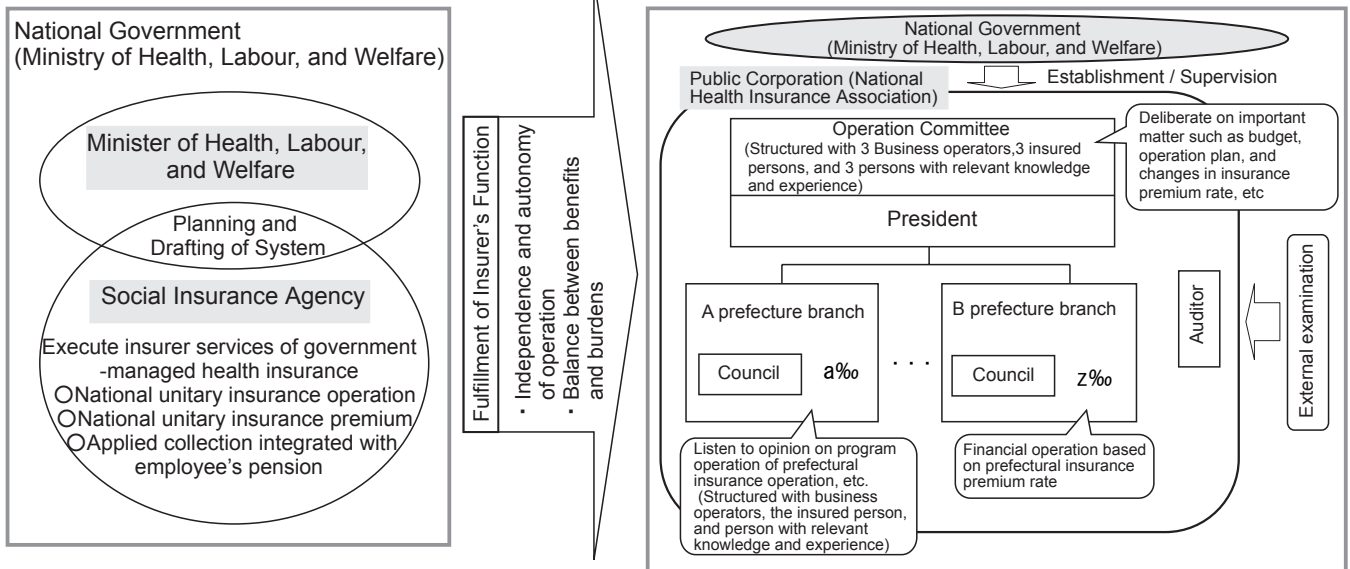 National Government
(Ministry of Health, Labour, and Welfare)
Minister of Health, Labour,
and Welfare
Planning and
Drafting of System
Social Insurance Agency
Execute insurer services of government
-managed health insurance
○National unitary insurance operation
○National unitary insurance premium
○Applied collection integrated with
employee's pension
Fulfillment of Insurer's Function
・Independence and autonomy
of operation
・Balance between benefits
and burdens
National Government
(Ministry of Health, Labour, and Welfare)
Public Corporation (National
Health Insurance Association)
Establishment / Supervision
Operation Committee
(Structured with 3 Business operators,3 insured
persons, and 3 persons with relevant knowledge
and experience)
President
Deliberate on important
matter such as budget,
operation plan, and
changes in insurance
premium rate, etc
A prefecture branch
Council
a‰
· · ·
B prefecture branch
Council
z‰
Auditor
External examination
Listen to opinion on program
operation of prefectural
insurance operation, etc.
(Structured with business
operators, the insured person,
and person with relevant
knowledge and experience)
Financial operation based
on prefectural insurance
premium rate